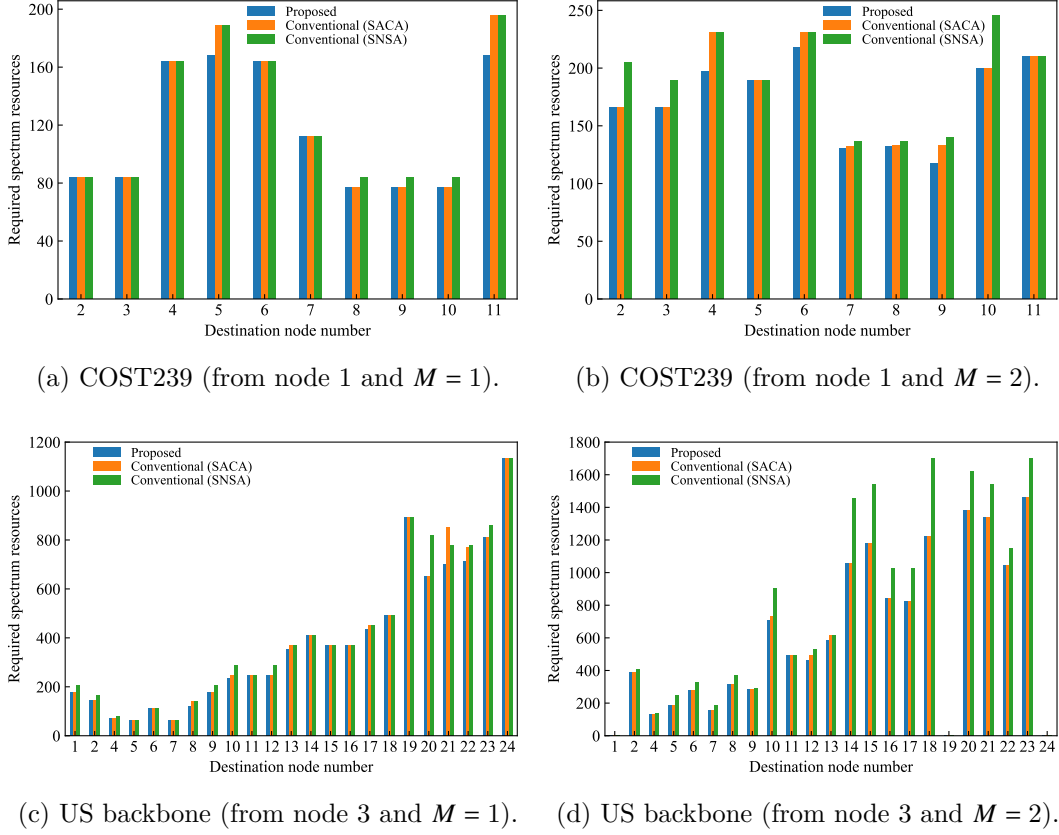 Required spectrum resources
200
160
120
80
40
0
Proposed
Conventional (SACA)
Conventional (SNSA)
2 3 4 5 6 7 8 9 10 11
Destination node number
(a) COST239 (from node 1 and M = 1).
Required spectrum resources
250
200
150
100
50
0
Proposed
Conventional (SACA)
Conventional (SNSA)
2 3 4 5 6 7 8 9 10 11
Destination node number
(b) COST239 (from node 1 and M = 2).
Required spectrum resources
1200
1000
800
600
400
200
0
Proposed
Conventional (SACA)
Conventional (SNSA)
1 2 4 5 6 7 8 9 10 11 12 13 14 15 16 17 18 19 20 21 22 23 24
Destination node number
(c) US backbone (from node 3 and M = 1).
Required spectrum resources
1800
1600
1400
1200
1000
800
600
400
200
0
Proposed
Conventional (SACA)
Conventional (SNSA)
1 2 4 5 6 7 8 9 10 11 12 13 14 15 16 17 18 19 20 21 22 23 24
Destination node number
(d) US backbone (from node 3 and M = 2).